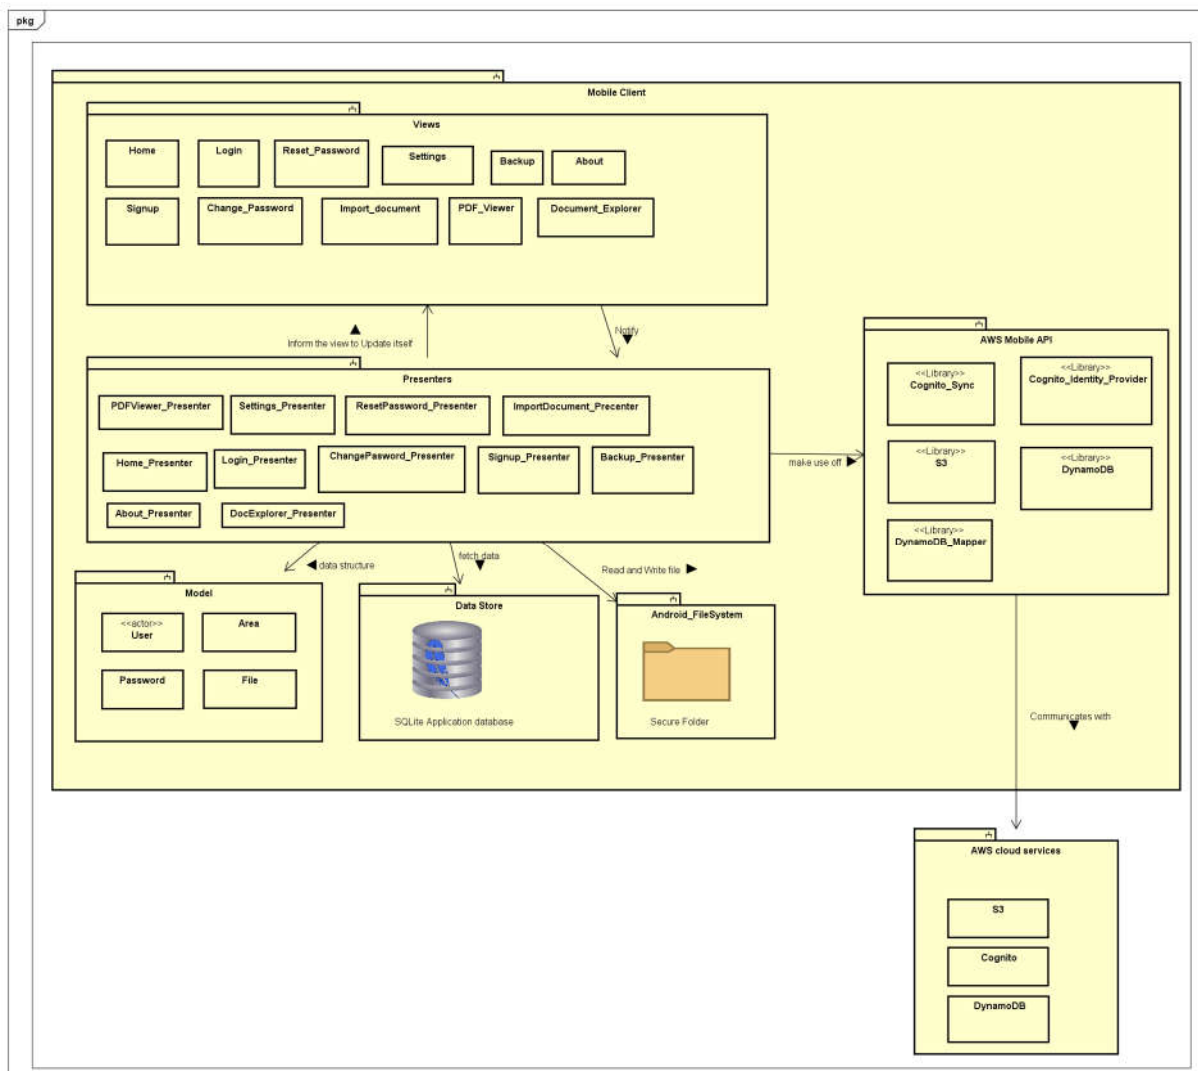 pkg
Mobile Client
Views
Home
Login
Reset_Password
Settings
Backup
About
Signup
Change_Password
Import_document
PDF_Viewer
Document_Explorer
Inform the view to Update itself
Notify
Presenters
PDFViewer_Presenter
Settings_Presenter
ResetPassword_Presenter
ImportDocument_Precenter
Home_Presenter
Login_Presenter
ChangePasword_Presenter
Signup_Presenter
Backup_Presenter
About_Presenter
DocExplorer_Presenter
make use off
AWS Mobile API
<<Library>>
Cognito_Sync
<<Library>>
Cognito_Identity_Provider
<<Library>>
S3
<<Library>>
DynamoDB
<<Library>>
DynamoDB_Mapper
data structure
fetch data
Read and Write file
Model
<<actor>>
User
Area
Password
File
Data Store
SQLite Application database
Android_FileSystem
Secure Folder
Communicates with
AWS cloud services
S3
Cognito
DynamoDB